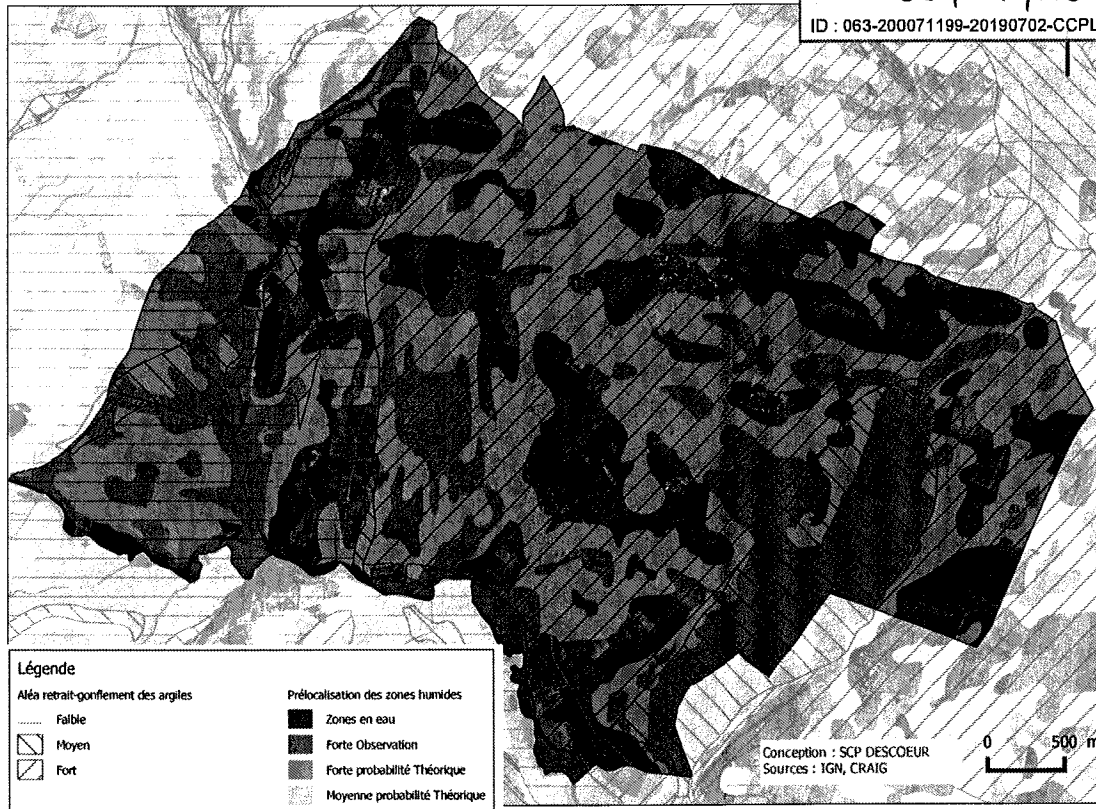 ID : 063-200071199-20190702-CCPL
Légende
Aléa retrait-gonflement des argiles
Faible
Moyen
Fort
Prélocalisation des zones humides
Zones en eau
Forte Observation
Forte probabilité Théorique
Moyenne probabilité Théorique
Conception : SCP DESCOEUR
Sources : IGN, CRAIG
0 500 m